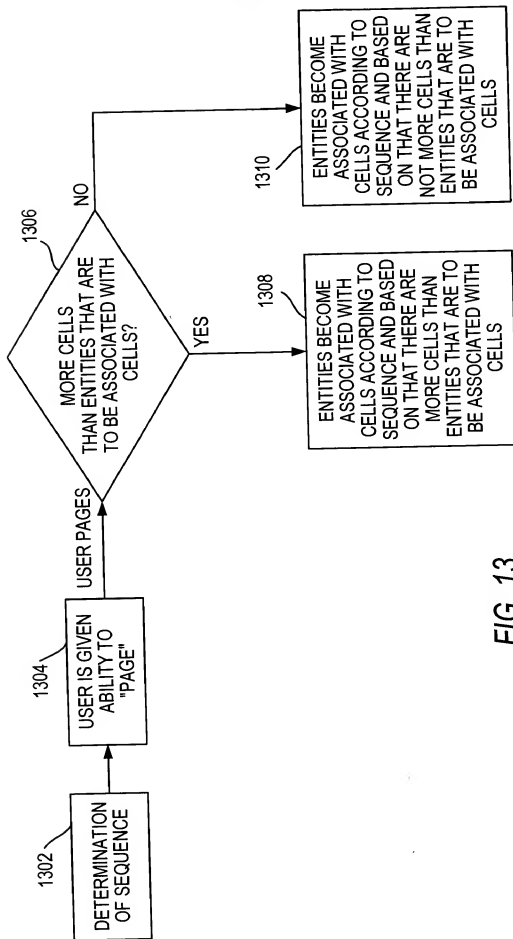 1302
DETERMINATION
OF SEQUENCE
1304
USER IS GIVEN
ABILITY TO
"PAGE"
USER PAGES
1306
MORE CELLS
THAN ENTITIES THAT ARE
TO BE ASSOCIATED WITH
CELLS?
NO
YES
1308
ENTITIES BECOME
ASSOCIATED WITH
CELLS ACCORDING TO
SEQUENCE AND BASED
ON THAT THERE ARE
MORE CELLS THAN
ENTITIES THAT ARE TO
BE ASSOCIATED WITH
CELLS
1310
ENTITIES BECOME
ASSOCIATED WITH
CELLS ACCORDING TO
SEQUENCE AND BASED
ON THAT THERE ARE
NOT MORE CELLS THAN
ENTITIES THAT ARE TO
BE ASSOCIATED WITH
CELLS
FIG. 13